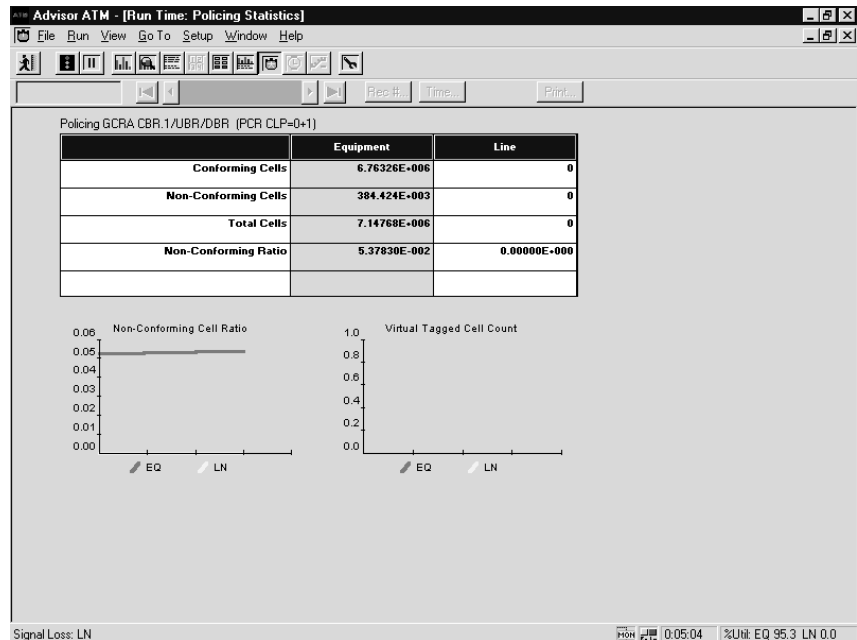 ATM Advisor ATM - [Run Time: Policing Statistics]
File Run View Go To Setup Window Help
Rec #... Time... Print...
Policing GCRA CBR.1/UBR/DBR (PCR CLP=0+1)
Equipment Line
Conforming Cells 6.76326E+006 0
Non-Conforming Cells 384.424E+003 0
Total Cells 7.14768E+006 0
Non-Conforming Ratio 5.37830E-002 0.00000E+000
Non-Conforming Cell Ratio
0.06
0.05
0.04
0.03
0.02
0.01
0.00
EQ LN
Virtual Tagged Cell Count
1.0
0.8
0.6
0.4
0.2
0.0
EQ LN
Signal Loss: LN MON 0:05:04 %Util: EQ 95.3 LN 0.0